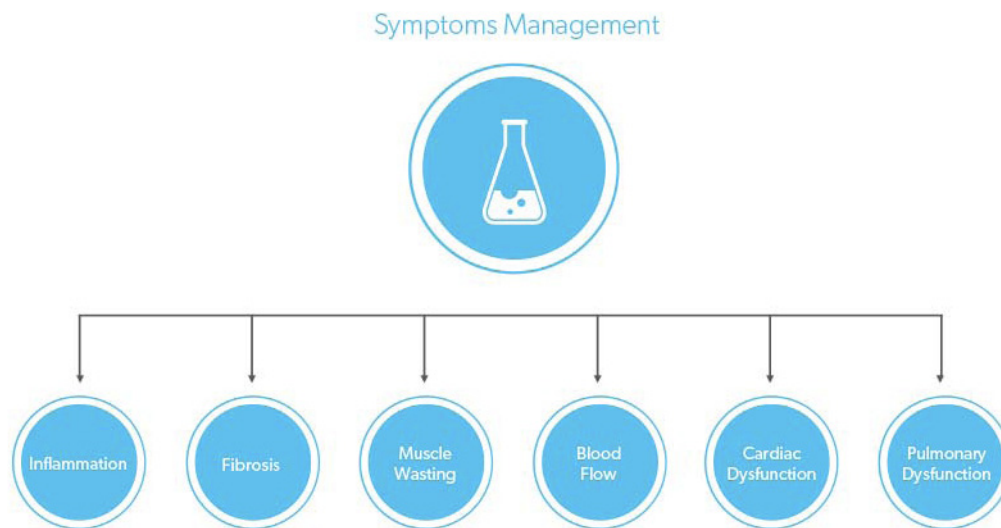 Symptoms Management
Inflammation
Fibrosis
Muscle
Wasting
Blood
Flow
Cardiac
Dysfunction
Pulmonary
Dysfunction